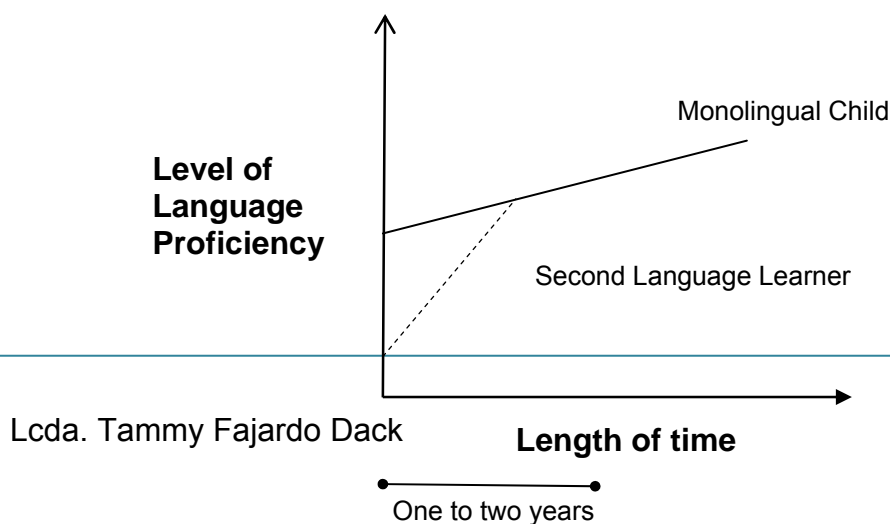 Monolingual Child
Level of
Language
Proficiency
Second Language Learner
Lcda. Tammy Fajardo Dack
Length of time
One to two years